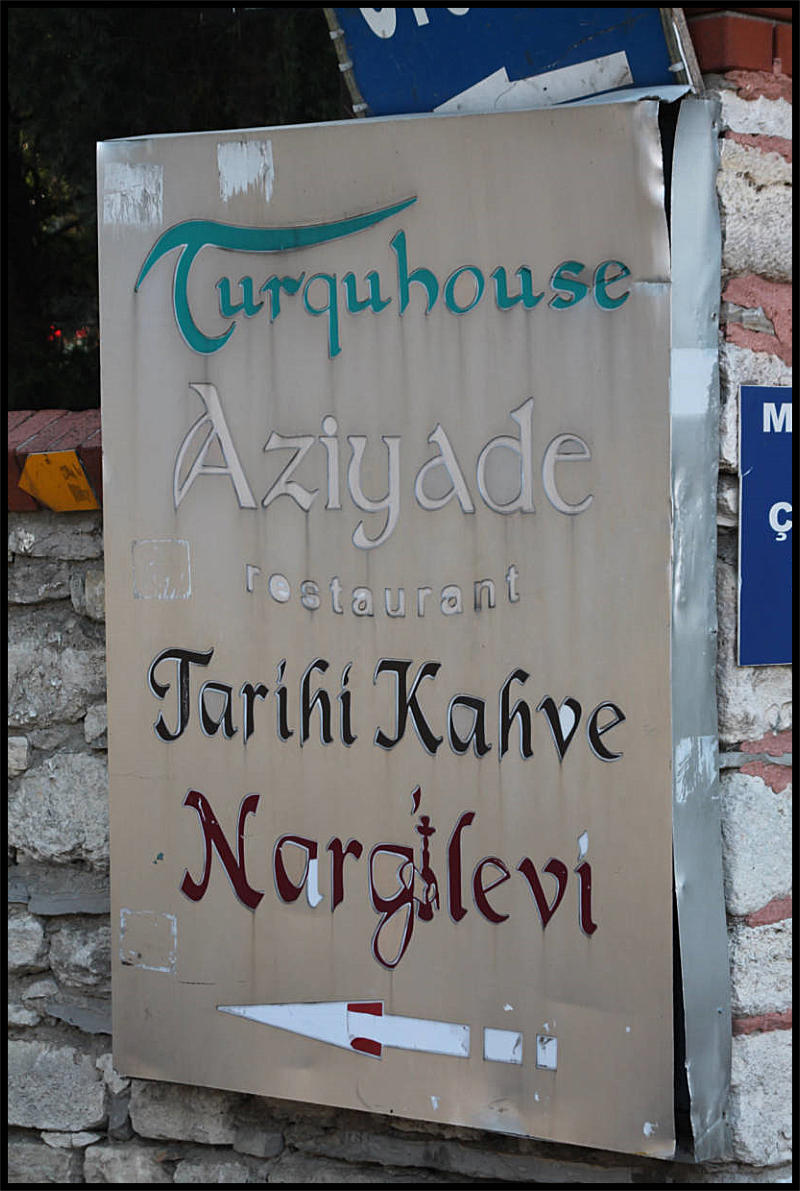 Turquhouse
Aziyade
restaurant
Tarihi Kahve
Nargilevi
M
Ç